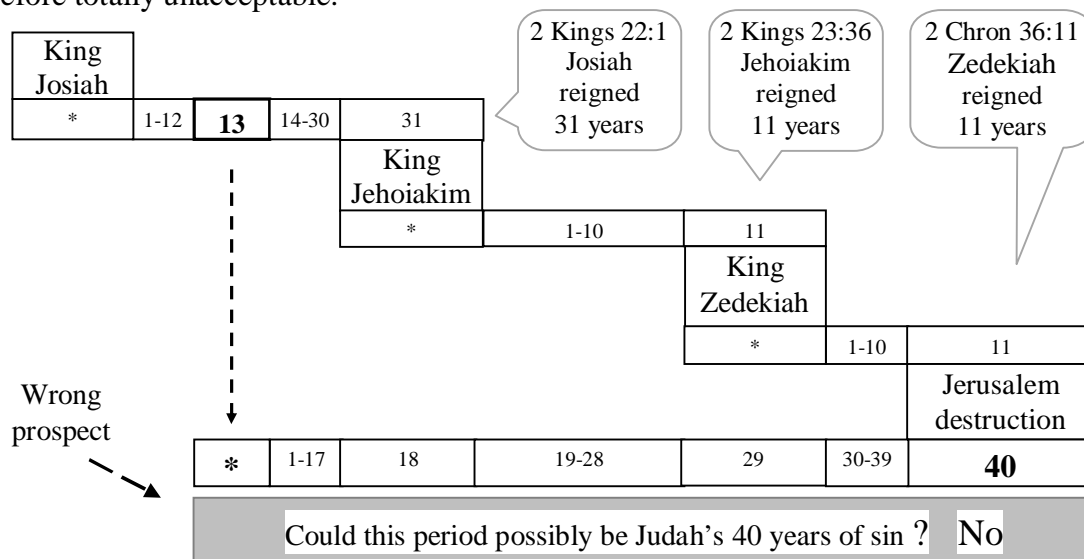 efore totally unacceptable.
King
Josiah
2 Kings 22:1
Josiah
reigned
31 years
2 Kings 23:36
Jehoiakim
reigned
11 years
2 Chron 36:11
Zedekiah
reigned
11 years
* 1-12 13 14-30 31
King
Jehoiakim
* 1-10 11
King
Zedekiah
* 1-10 11
Jerusalem
destruction
Wrong
prospect
* 1-17 18 19-28 29 30-39 40
Could this period possibly be Judah’s 40 years of sin ? No